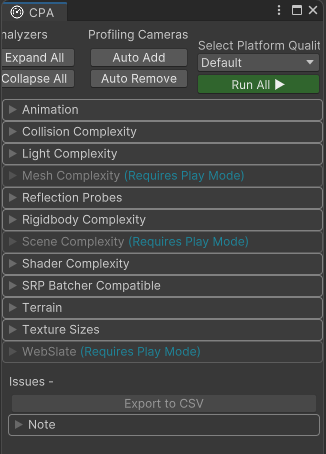 CPA
nalyzers
Profiling Cameras
Select Platform Qualit
Expand All
Auto Add
Default
Collapse All
Auto Remove
Run All
Animation
Collision Complexity
Light Complexity
Mesh Complexity (Requires Play Mode)
Reflection Probes
Rigidbody Complexity
Scene Complexity (Requires Play Mode)
Shader Complexity
SRP Batcher Compatible
Terrain
Texture Sizes
WebSlate (Requires Play Mode)
Issues -
Export to CSV
Note